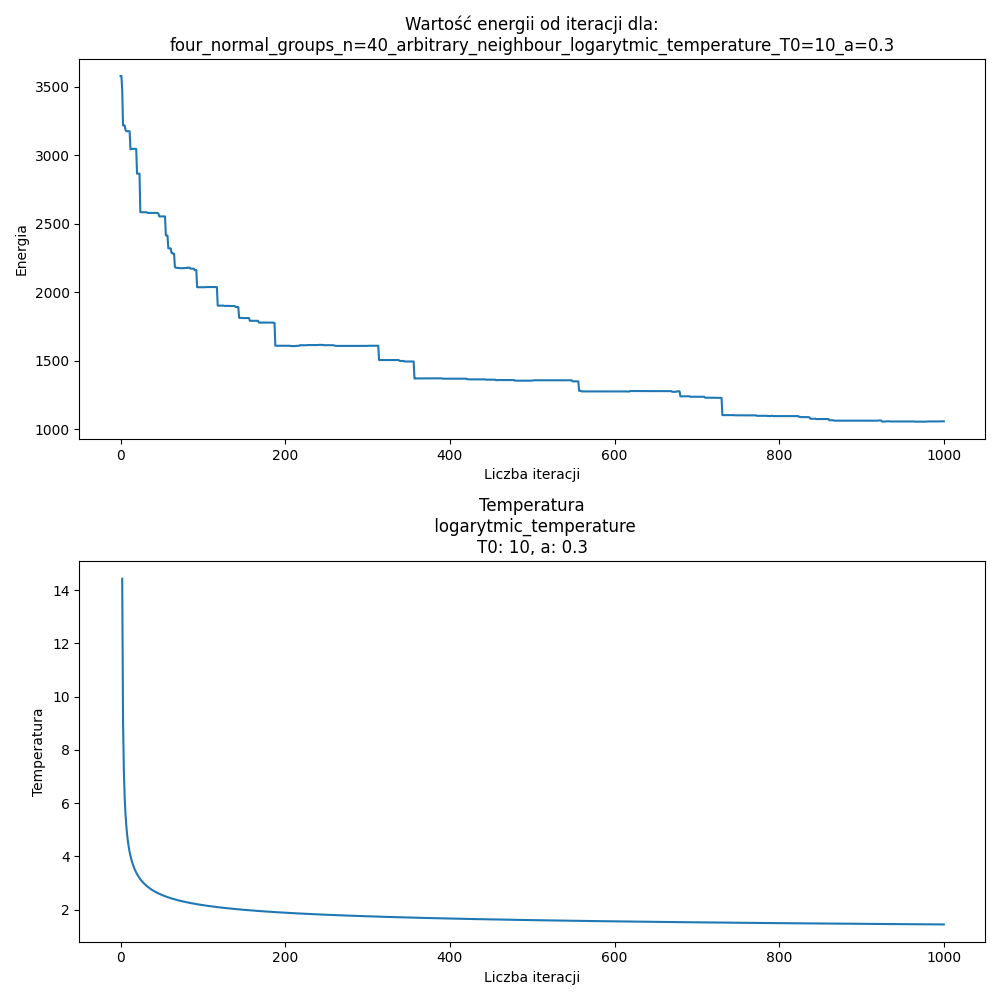 Wartość energii od iteracji dla:
four_normal_groups_n=40_arbitrary_neighbour_logarytmic_temperature_T0=10_a=0.3
3500
3000
2500
2000
1500
1000
Energia
0 200 400 600 800 1000
Liczba iteracji
Temperatura
logarytmic_temperature
T0: 10, a: 0.3
14
12
10
8
6
4
2
Temperatura
0 200 400 600 800 1000
Liczba iteracji